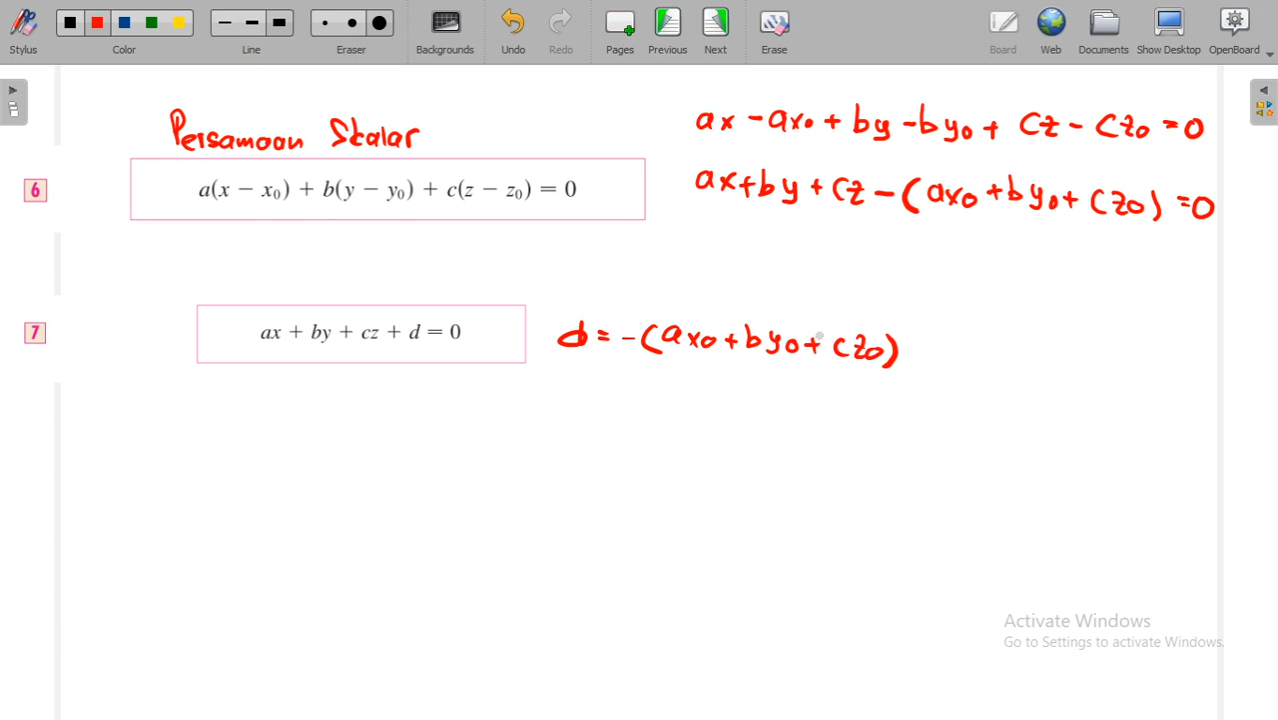 Stylus Color Line Eraser Backgrounds Undo Redo Pages Previous Next Erase Board Web Documents Show Desktop OpenBoard
Persamaan Skalar
6 a(x − x₀) + b(y − y₀) + c(z − z₀) = 0
ax - ax₀ + by - by₀ + cz - cz₀ = 0
ax + by + cz - (ax₀ + by₀ + cz₀) = 0
7 ax + by + cz + d = 0
d = -(ax₀ + by₀ + cz₀)
Activate Windows
Go to Settings to activate Windows.